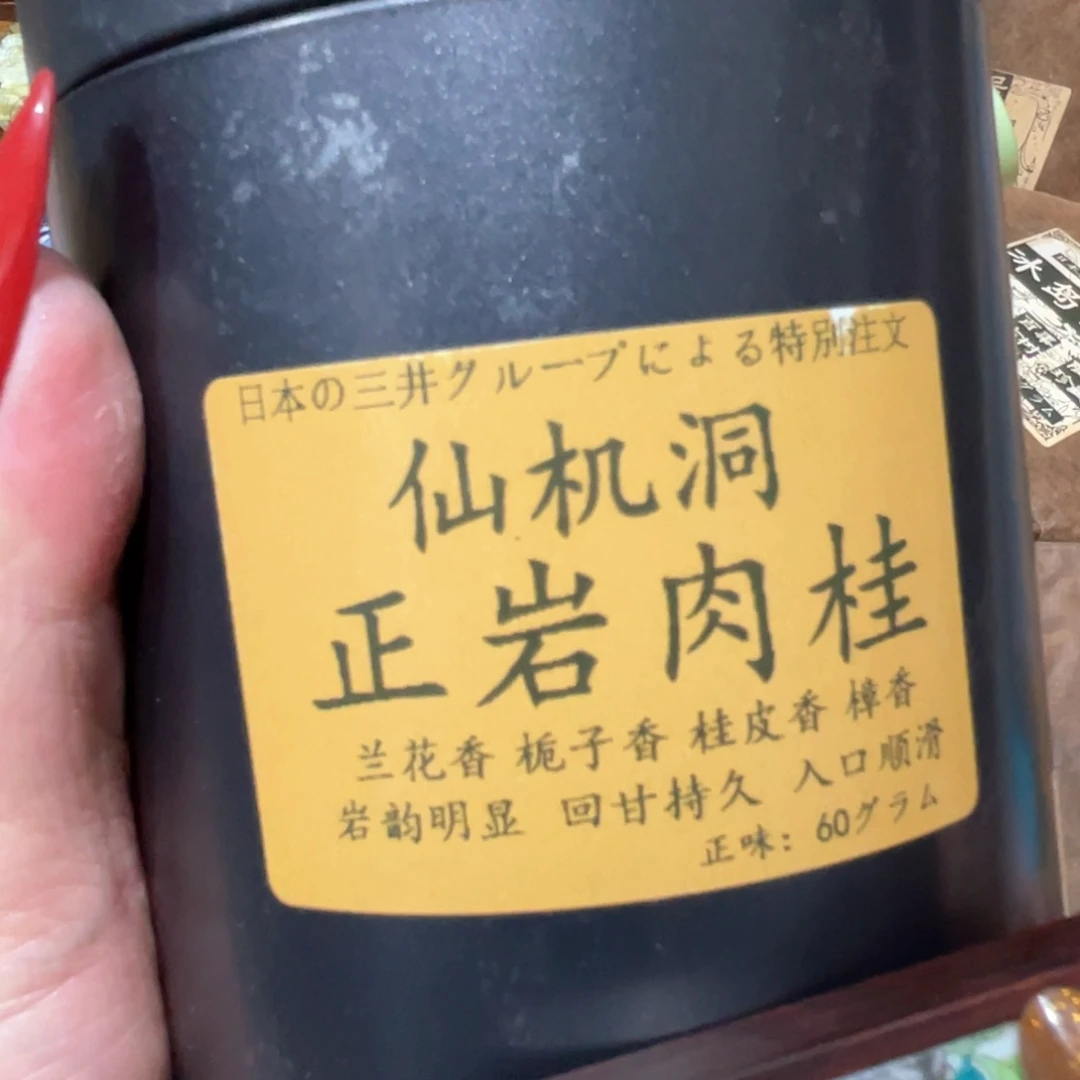 日本の三井グループによる特別注文
仙机洞
正岩肉桂
兰花香 栀子香 桂皮香 樟香
岩韵明显 回甘持久 入口顺滑
正味：60グラム
冰岛